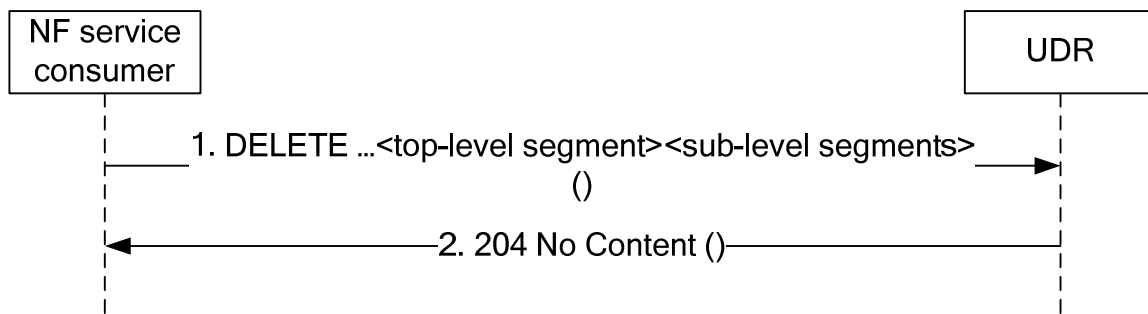 NF service
consumer
UDR
1. DELETE ...<top-level segment><sub-level segments>
()
2. 204 No Content ()